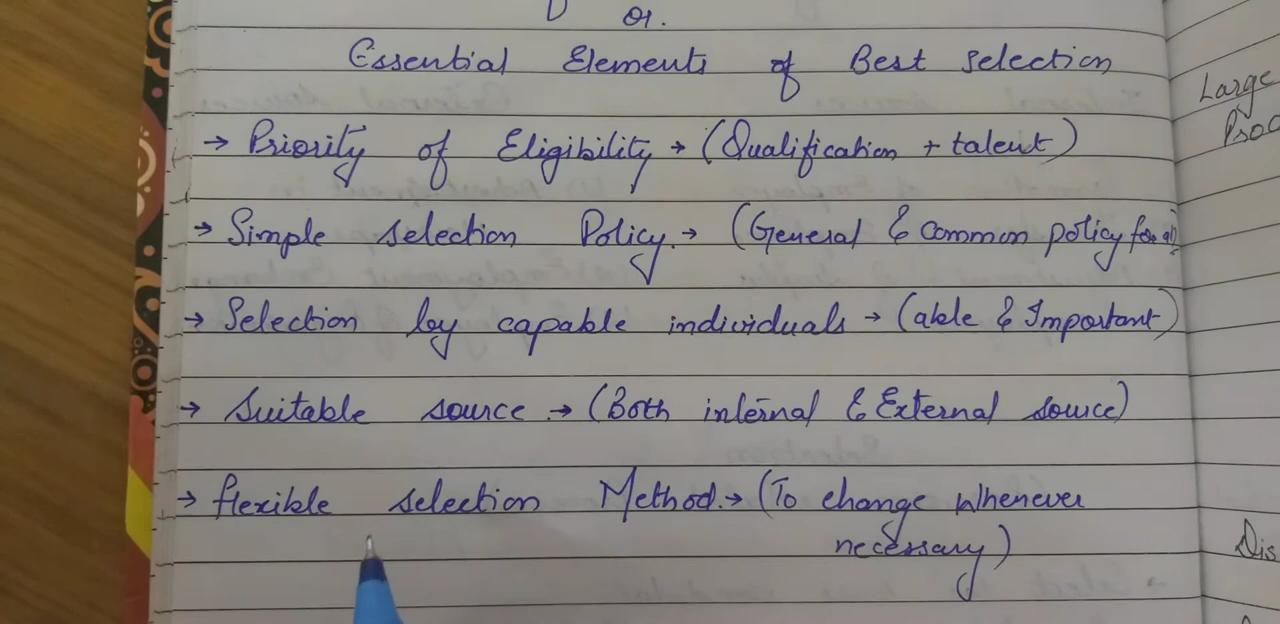 or.
Essential Elements of Best selection
→ Priority of Eligibility → (Qualification + talent)
→ Simple selection Policy. → (General & Common policy for all)
→ Selection by capable individuals → (able & Important)
→ Suitable source → (Both internal & External source)
→ flexible selection Method. → (To change whenever
necessary)
Large